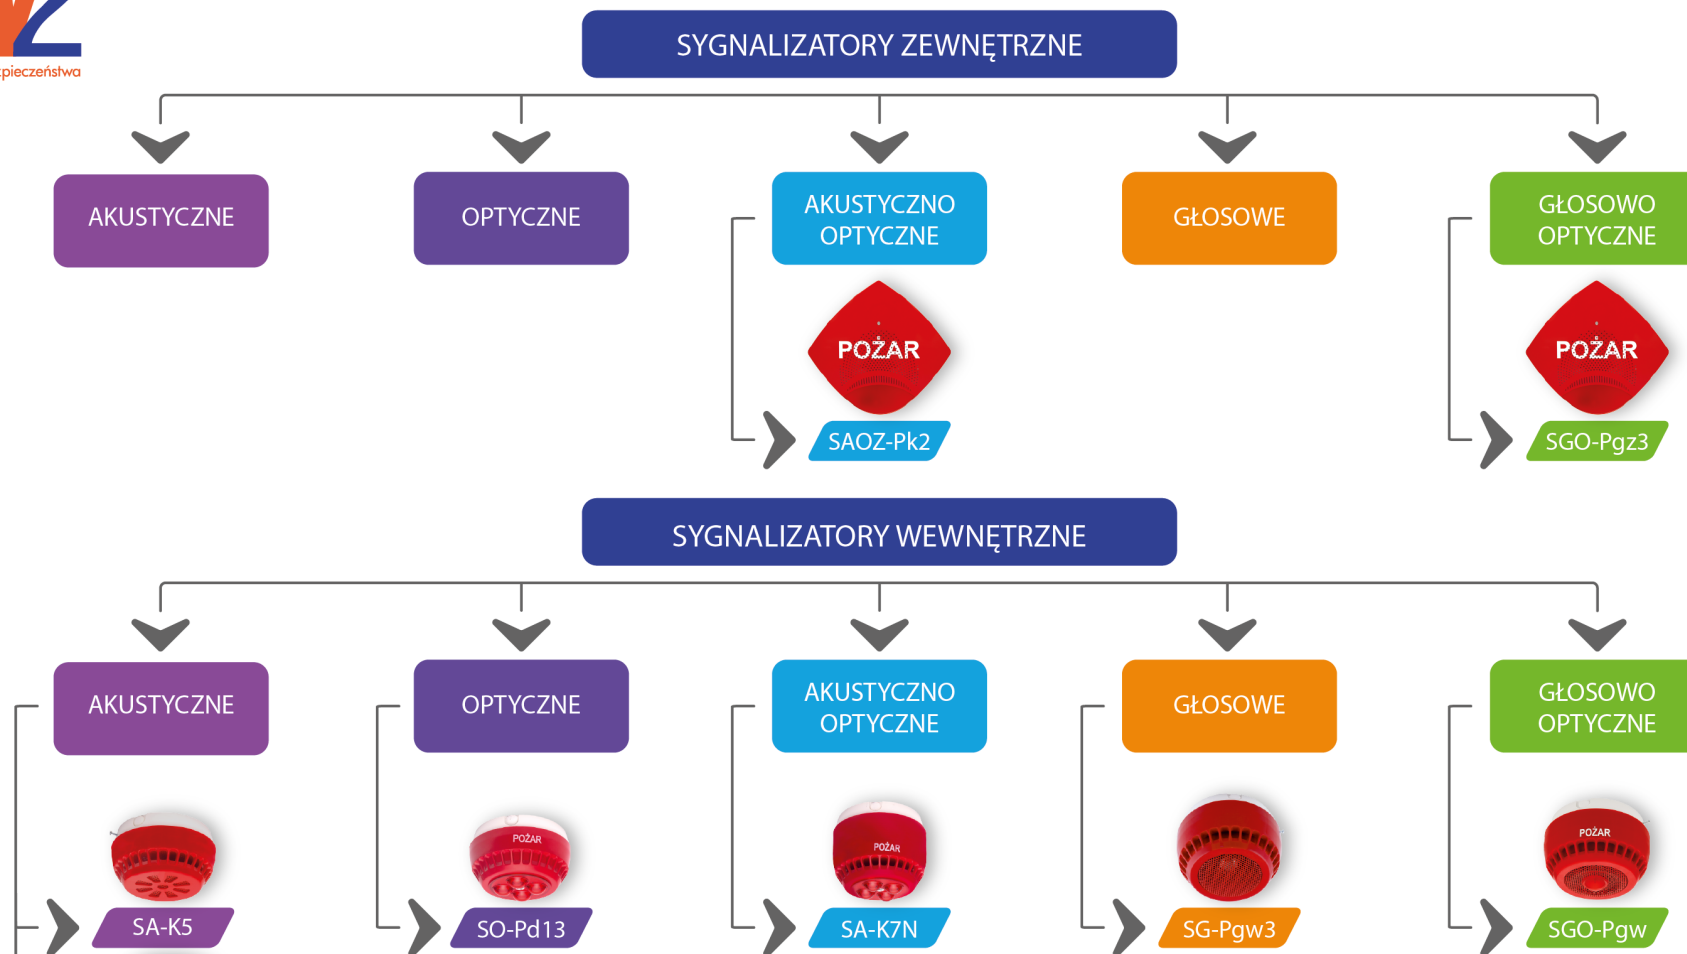 pieczeństwa
SYGNALIZATORY ZEWNĘTRZNE
AKUSTYCZNE
OPTYCZNE
AKUSTYCZNO
OPTYCZNE
GŁOSOWE
GŁOSOWO
OPTYCZNE
POŻAR
POŻAR
SAOZ-Pk2
SGO-Pgz3
SYGNALIZATORY WEWNĘTRZNE
AKUSTYCZNE
OPTYCZNE
AKUSTYCZNO
OPTYCZNE
GŁOSOWE
GŁOSOWO
OPTYCZNE
POŻAR
POŻAR
POŻAR
SA-K5
SO-Pd13
SA-K7N
SG-Pgw3
SGO-Pgw